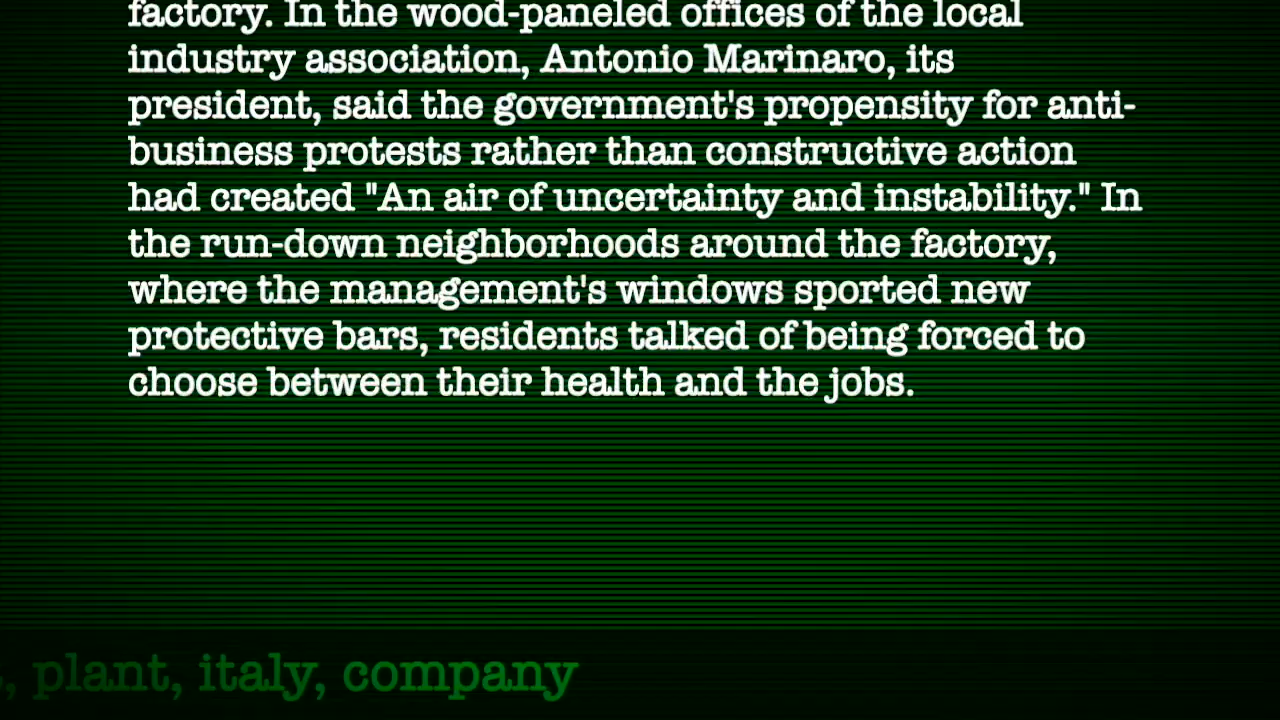 factory. In the wood-paneled offices of the local
industry association, Antonio Marinaro, its
president, said the government's propensity for anti-
business protests rather than constructive action
had created "An air of uncertainty and instability." In
the run-down neighborhoods around the factory,
where the management's windows sported new
protective bars, residents talked of being forced to
choose between their health and the jobs.
, plant, italy, company